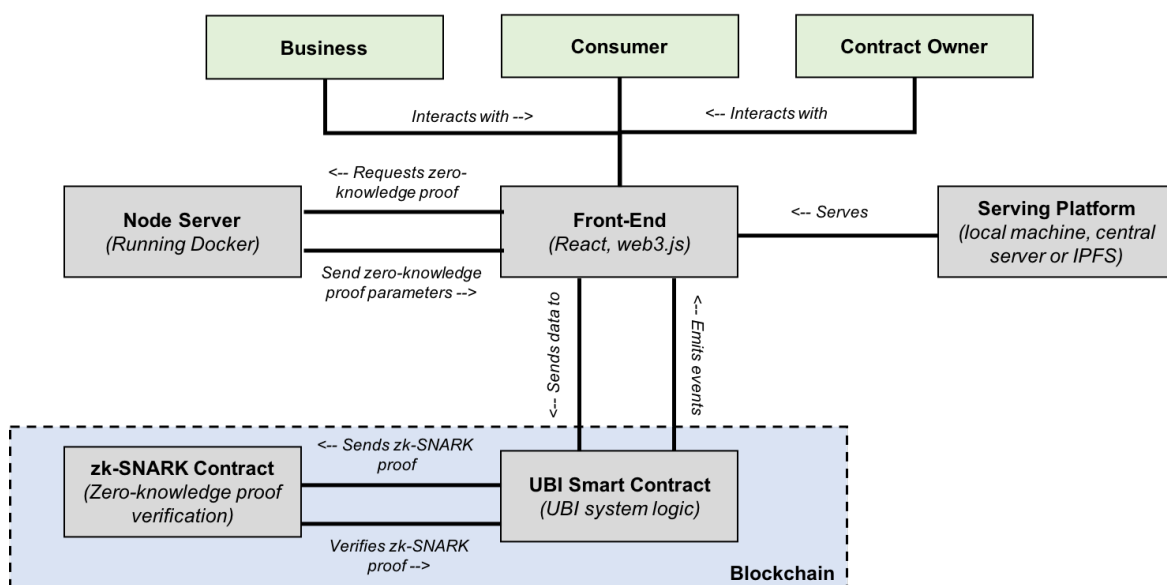 Business
Consumer
Contract Owner
Interacts with -->
<-- Interacts with
<-- Requests zero-
knowledge proof
Node Server
(Running Docker)
Front-End
(React, web3.js)
<-- Serves
Serving Platform
(local machine, central
server or IPFS)
Send zero-knowledge
proof parameters -->
<-- Sends data to
<-- Emits events
<-- Sends zk-SNARK
proof
zk-SNARK Contract
(Zero-knowledge proof
verification)
UBI Smart Contract
(UBI system logic)
Verifies zk-SNARK
proof -->
Blockchain